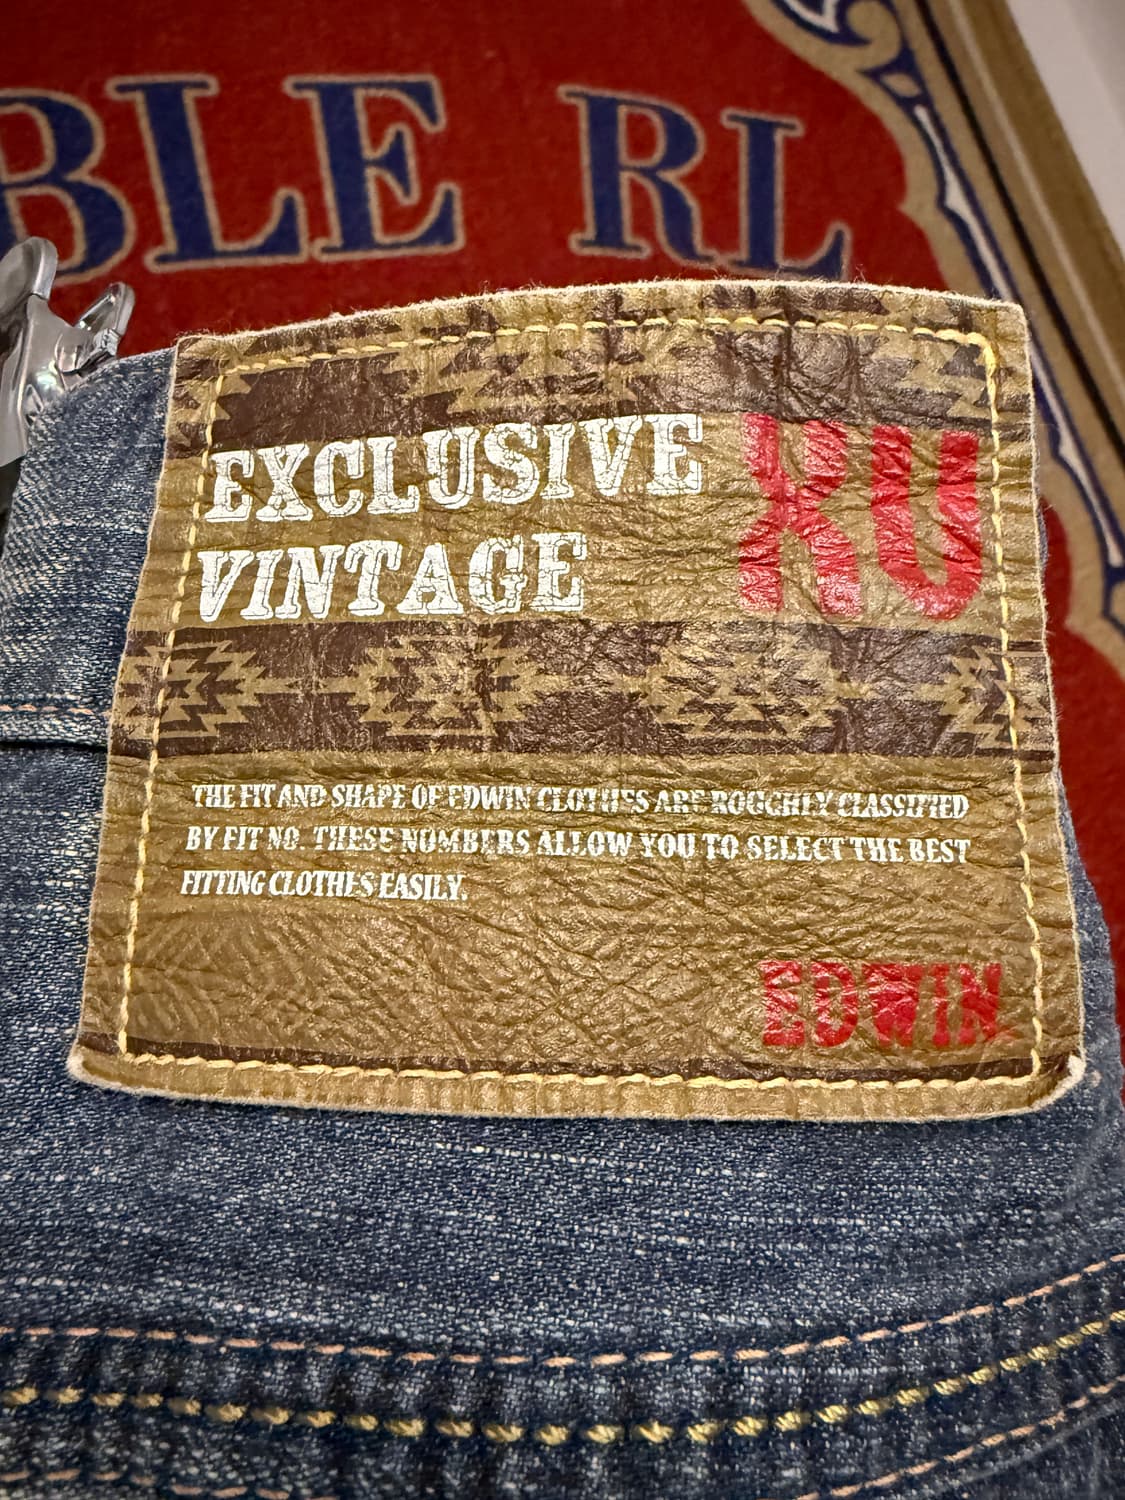 BLE RL
EXCLUSIVE XU
VINTAGE
THE FIT AND SHAPE OF EDWIN CLOTHES ARE ROUGHLY CLASSIFIED
BY FIT NO. THESE NUMBERS ALLOW YOU TO SELECT THE BEST
FITTING CLOTHES EASILY.
EDWIN